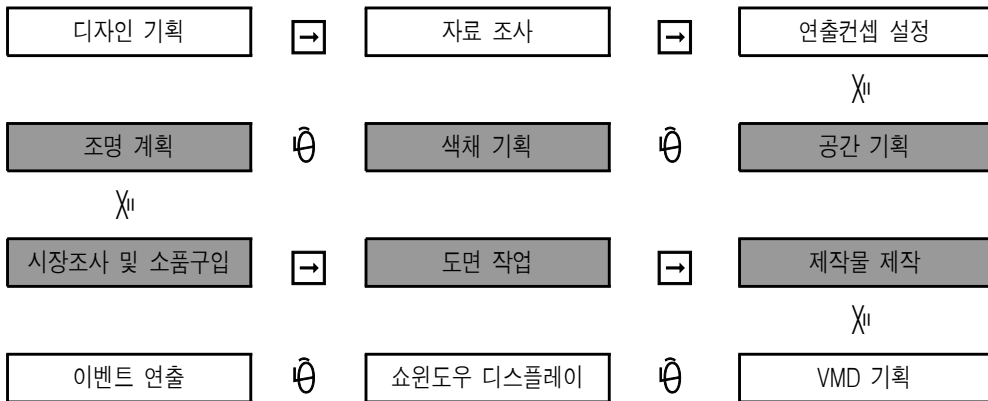 디자인 기획 → 자료 조사 → 연출컨셉 설정
조명 계획 색채 기획 공간 기획
시장조사 및 소품구입 → 도면 작업 → 제작물 제작
이벤트 연출 쇼윈도우 디스플레이 VMD 기획